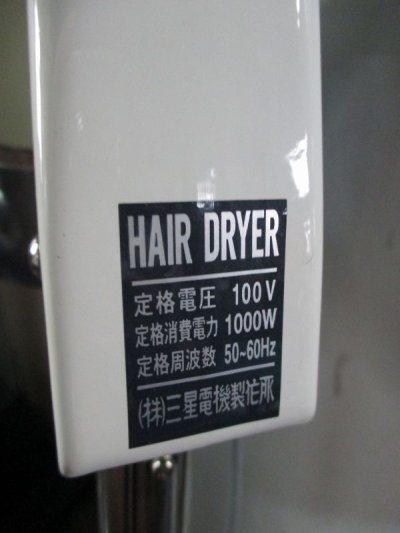 HAIR DRYER
定格電圧 100V
定格消費電力 1000W
定格周波数 50~60Hz
(株)三星電機製作所